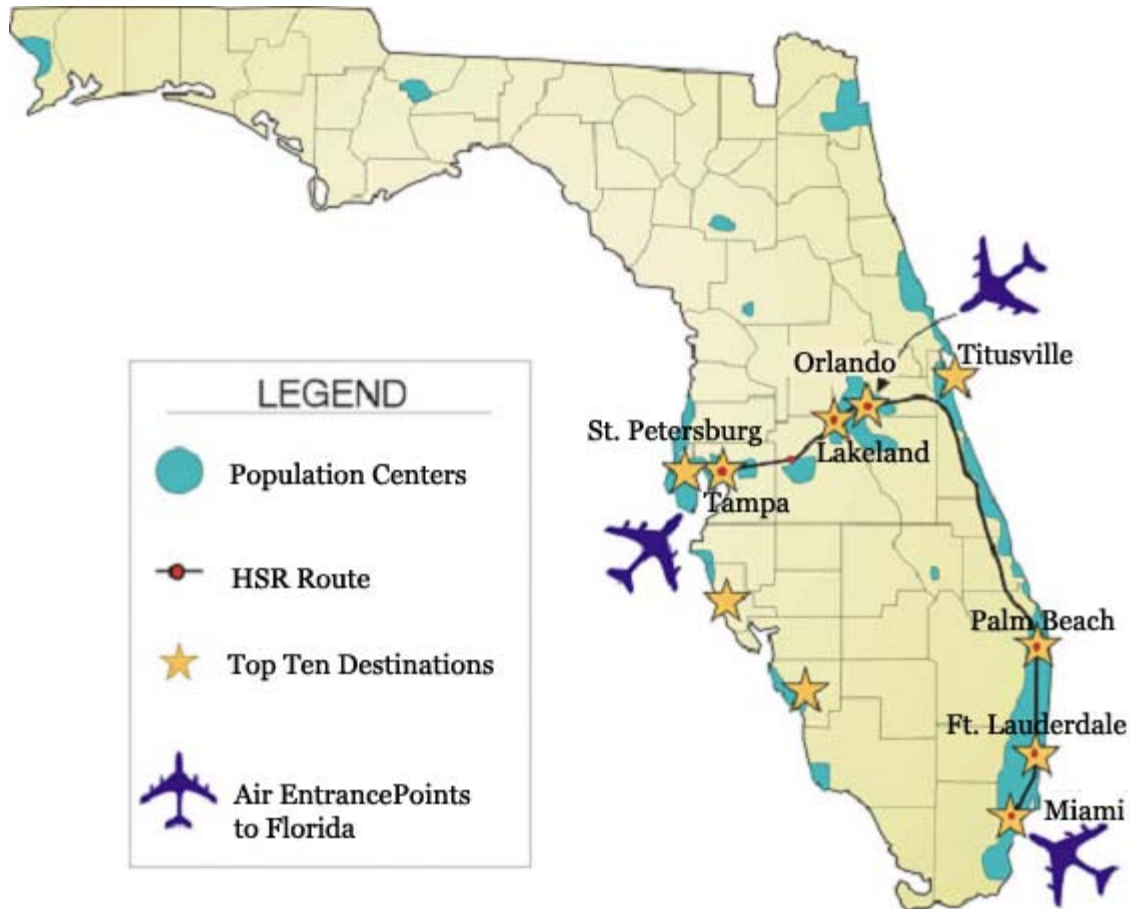 Orlando
Titusville
LEGEND
St. Petersburg
Lakeland
Population Centers
Tampa
HSR Route
Palm Beach
Top Ten Destinations
Ft. Lauderdale
Air EntrancePoints
to Florida
Miami